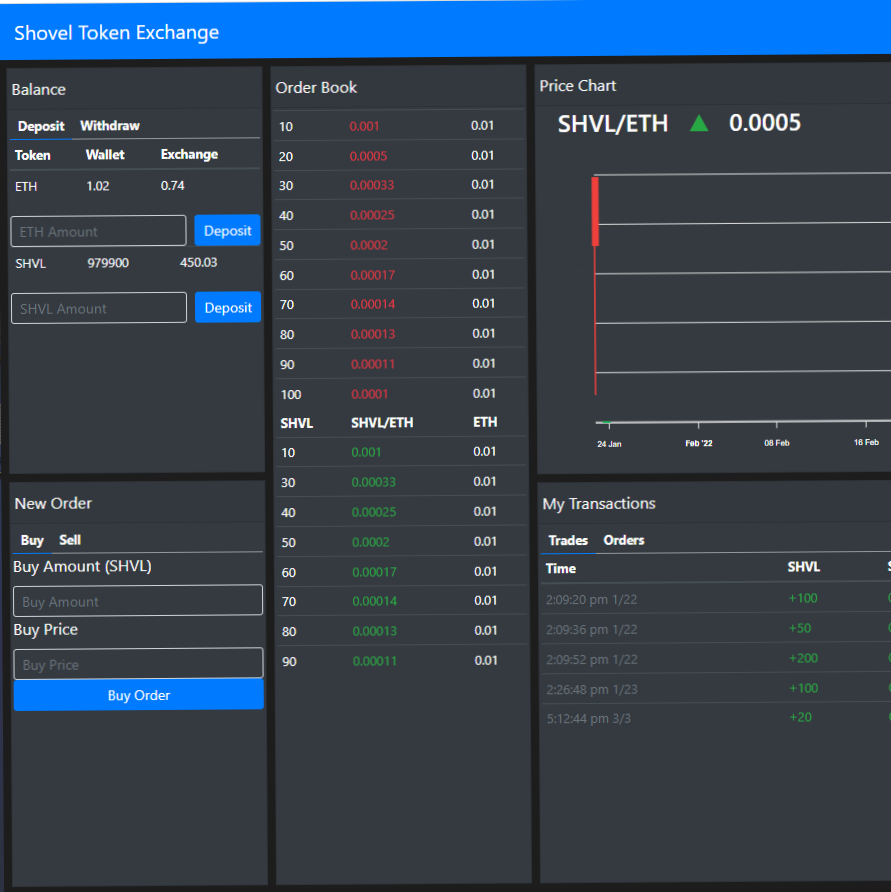 Shovel Token Exchange
Balance
Deposit Withdraw
Token Wallet Exchange
ETH 1.02 0.74
ETH Amount Deposit
SHVL 979900 450.03
SHVL Amount Deposit
New Order
Buy Sell
Buy Amount (SHVL)
Buy Amount
Buy Price
Buy Price
Buy Order
Order Book
10 0.001 0.01
20 0.0005 0.01
30 0.00033 0.01
40 0.00025 0.01
50 0.0002 0.01
60 0.00017 0.01
70 0.00014 0.01
80 0.00013 0.01
90 0.00011 0.01
100 0.0001 0.01
SHVL SHVL/ETH ETH
10 0.001 0.01
30 0.00033 0.01
40 0.00025 0.01
50 0.0002 0.01
60 0.00017 0.01
70 0.00014 0.01
80 0.00013 0.01
90 0.00011 0.01
Price Chart
SHVL/ETH ▲ 0.0005
24 Jan Feb '22 08 Feb 16 Feb
My Transactions
Trades Orders
Time SHVL
2:09:20 pm 1/22 +100
2:09:36 pm 1/22 +50
2:09:52 pm 1/22 +200
2:26:48 pm 1/23 +100
5:12:44 pm 3/3 +20